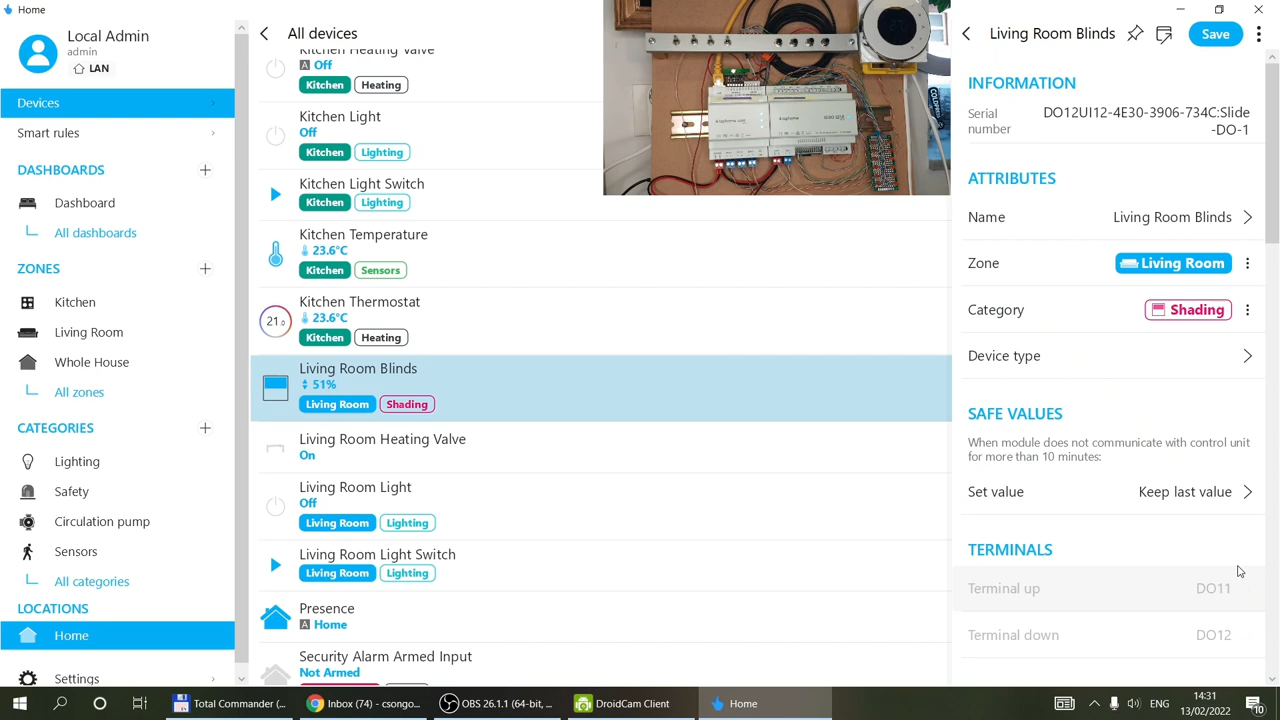 Home
Local Admin
admin
LAN
Devices
Smart rules
DASHBOARDS
Dashboard
All dashboards
ZONES
Kitchen
Living Room
Whole House
All zones
CATEGORIES
Lighting
Safety
Circulation pump
Sensors
All categories
LOCATIONS
Home
Settings
All devices
Kitchen Heating Valve
A Off
Kitchen Heating
Kitchen Light
Off
Kitchen Lighting
Kitchen Light Switch
Kitchen Lighting
Kitchen Temperature
23.6°C
Kitchen Sensors
Kitchen Thermostat
21.0
23.6°C
Kitchen Heating
Living Room Blinds
51%
Living Room Shading
Living Room Heating Valve
On
Living Room Light
Off
Living Room Lighting
Living Room Light Switch
Living Room Lighting
Presence
A Home
Security Alarm Armed Input
Not Armed
Living Room Blinds
Save
INFORMATION
Serial number
DO12UI12-4E30-3906-734C:Slide
-DO-1
ATTRIBUTES
Name Living Room Blinds
Zone Living Room
Category Shading
Device type
SAFE VALUES
When module does not communicate with control unit
for more than 10 minutes:
Set value Keep last value
TERMINALS
Terminal up DO11
Terminal down DO12
Total Commander (...
Inbox (74) - csongo...
OBS 26.1.1 (64-bit, ...
DroidCam Client
Home
ENG
14:31
13/02/2022
10